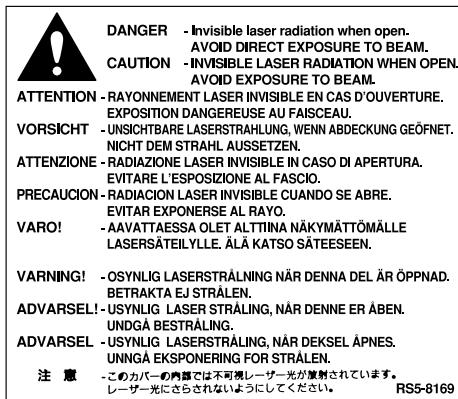 DANGER - Invisible laser radiation when open.
AVOID DIRECT EXPOSURE TO BEAM.
CAUTION - INVISIBLE LASER RADIATION WHEN OPEN.
AVOID EXPOSURE TO BEAM.
ATTENTION - RAYONNEMENT LASER INVISIBLE EN CAS D'OUVERTURE.
EXPOSITION DANGEREUSE AU FAISCEAU.
VORSICHT - UNSICHTBARE LASERSTRAHLUNG, WENN ABDECKUNG GEÖFNET.
NICHT DEM STRAHL AUSSETZEN.
ATTENZIONE - RADIAZIONE LASER INVISIBLE IN CASO DI APERTURA.
EVITARE L'ESPOSIZIONE AL FASCIO.
PRECAUCION - RADIACION LASER INVISIBLE CUANDO SE ABRE.
EVITAR EXPONERSE AL RAYO.
VARO! - AAVATTAESSA OLET ALTTIINA NÄKYMÄTTÖMÄLLE
LASERSÄTEILYLLE. ÄLÄ KATSO SÄTEESEEN.
VARNING! - OSYNLIG LASERSTRÅLNING NÄR DENNA DEL ÄR ÖPPNAD.
BETRAKTA EJ STRÅLEN.
ADVARSEL! - USYNLIG LASER STRÅLING, NÅR DENNE ER ÅBEN.
UNDGÅ BESTRÅLING.
ADVARSEL - USYNLIG LASERSTRÅLING, NÅR DEKSEL ÅPNES.
UNNGÅ EKSPONERING FOR STRÅLEN.
注 意 - このカバーの内部では不可視レーザー光が放射されています。
レーザー光にさらされないようにしてください。 RS5-8169